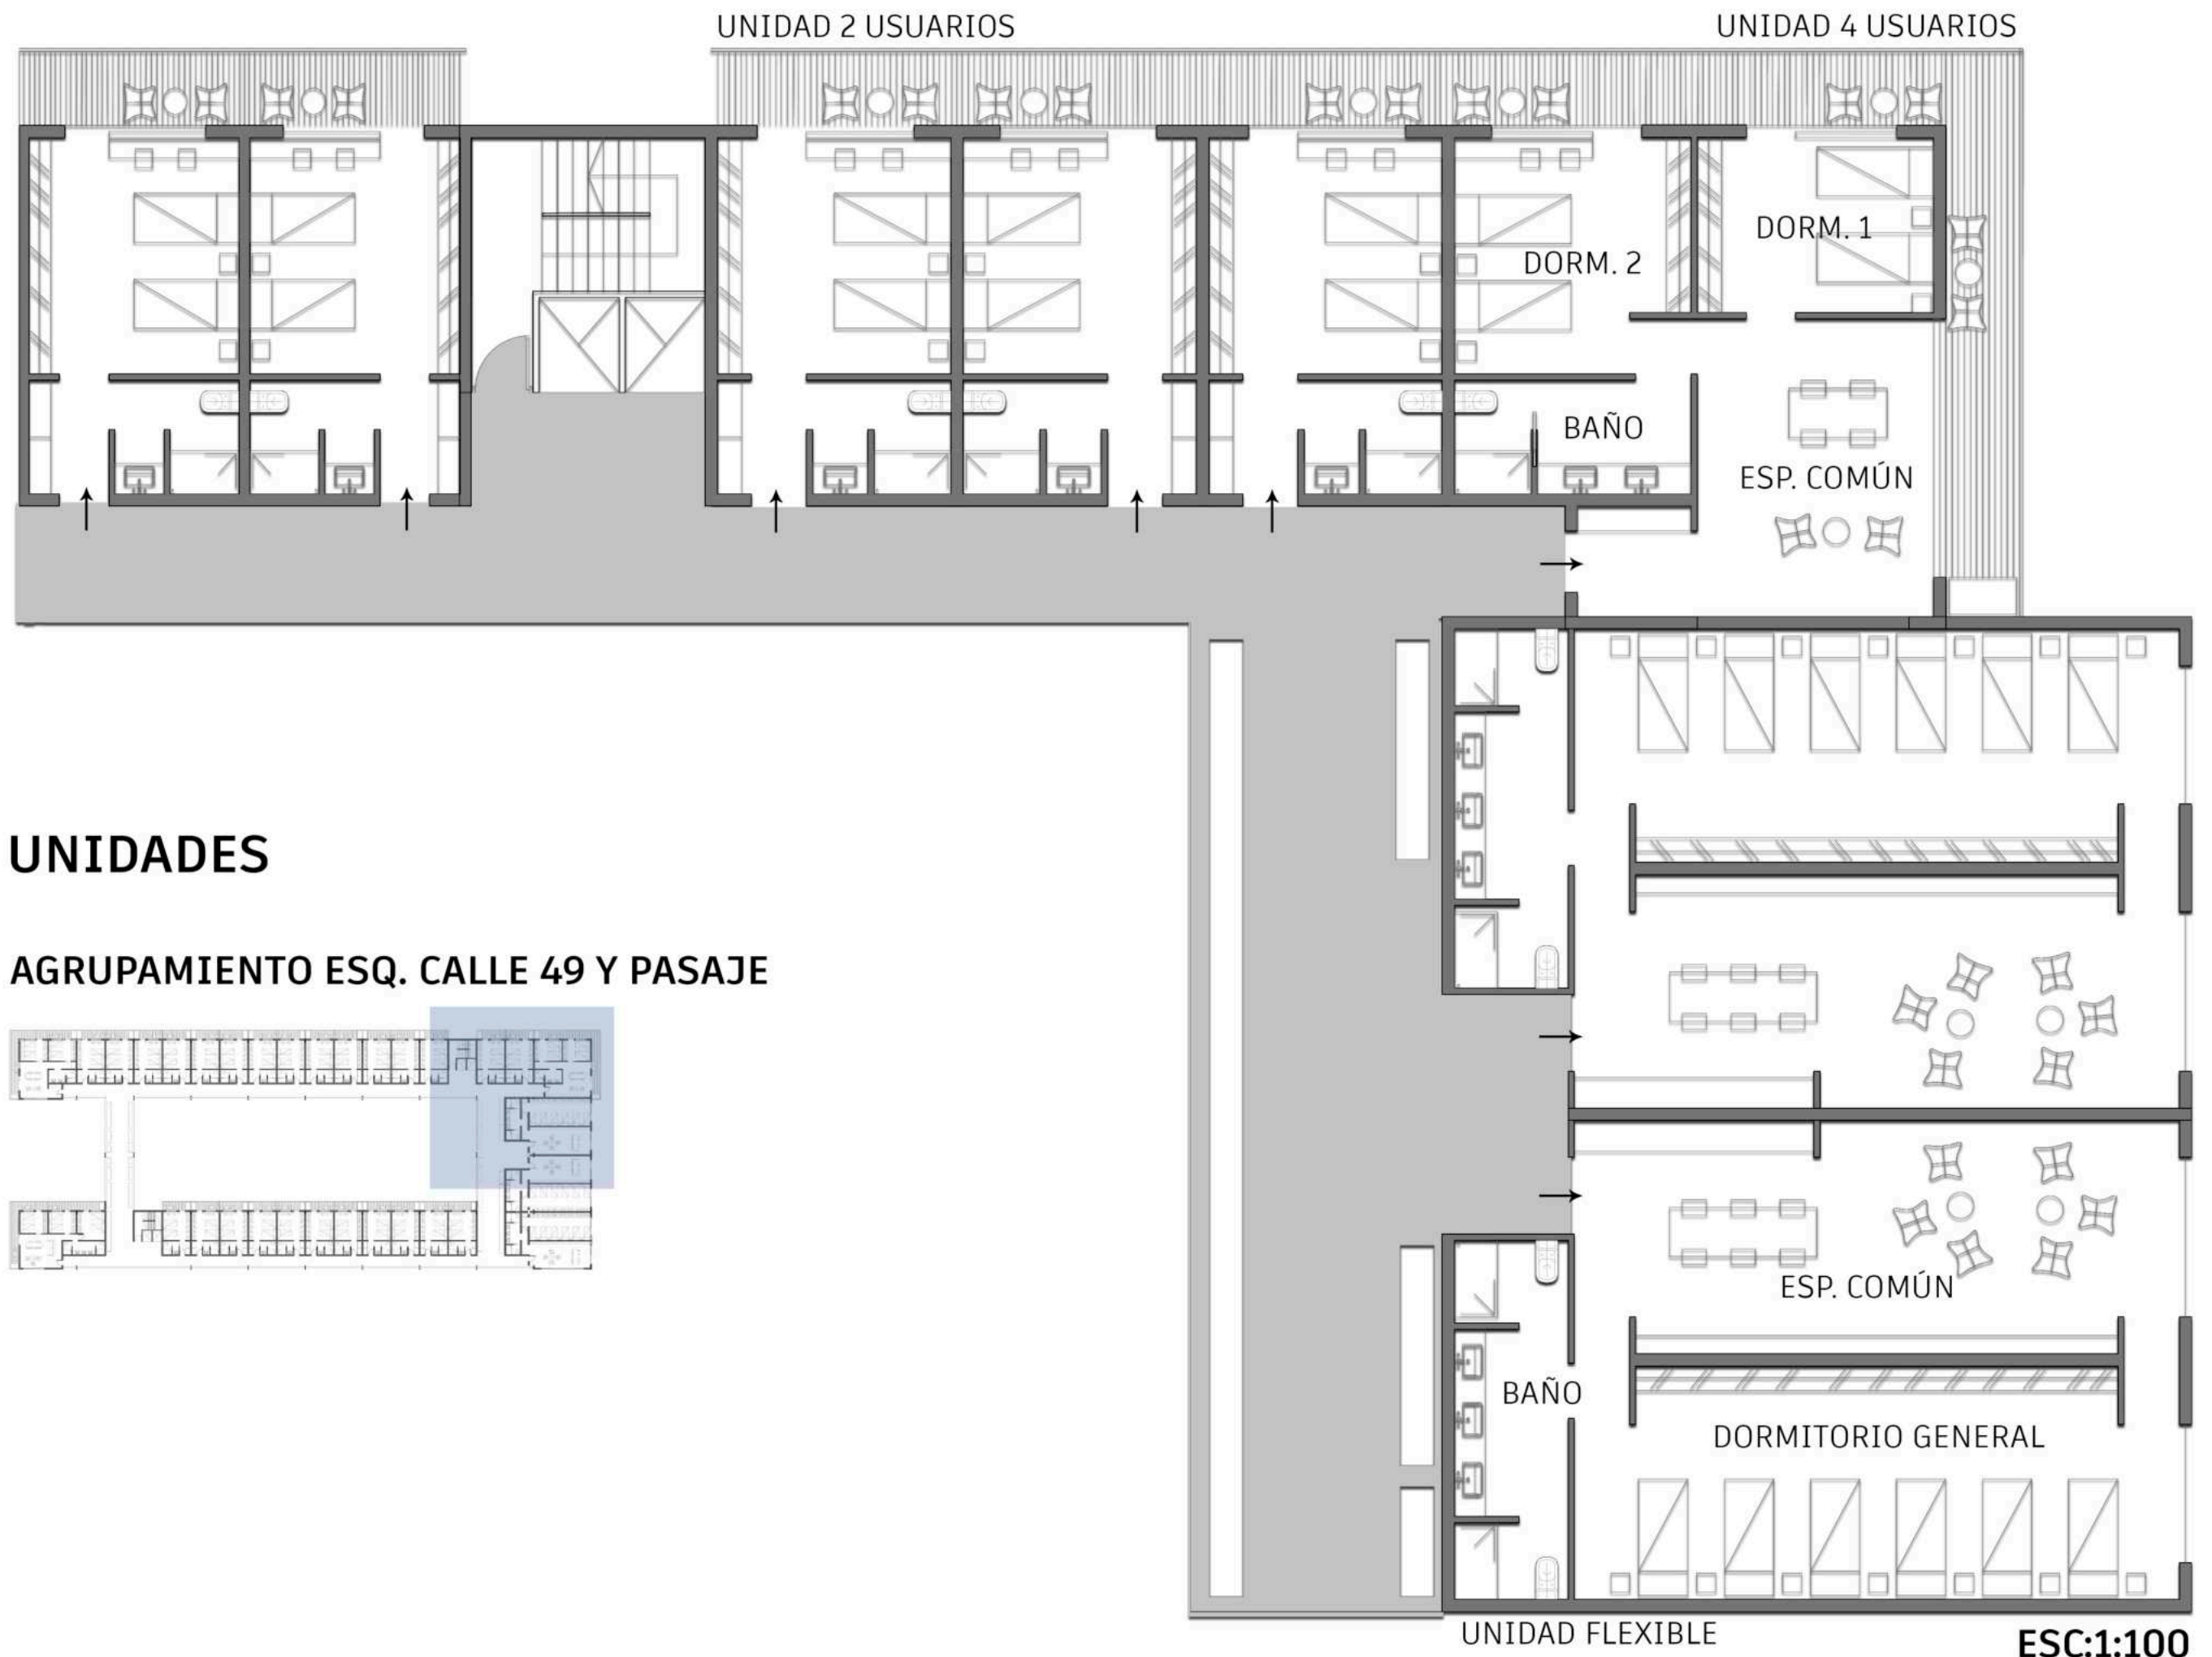 UNIDAD 2 USUARIOS
UNIDAD 4 USUARIOS
DORM. 1
DORM. 2
BAÑO
ESP. COMÚN
UNIDADES
AGRUPAMIENTO ESQ. CALLE 49 Y PASAJE
ESP. COMÚN
BAÑO
DORMITORIO GENERAL
UNIDAD FLEXIBLE
ESC:1:100